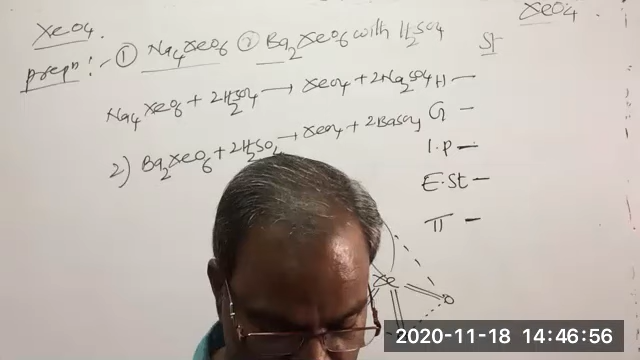 XeO4.
XeO4.
prepn :- ① Na4XeO6 ② Ba2XeO6 with H2SO4
St
Na4XeO6 + 2H2SO4 → XeO4 + 2Na2SO4
H —
2) Ba2XeO6 + 2H2SO4 → XeO4 + 2BaSO4
G –
I.p –
E.St –
π –
Xe
O
2020-11-18 14:46:56